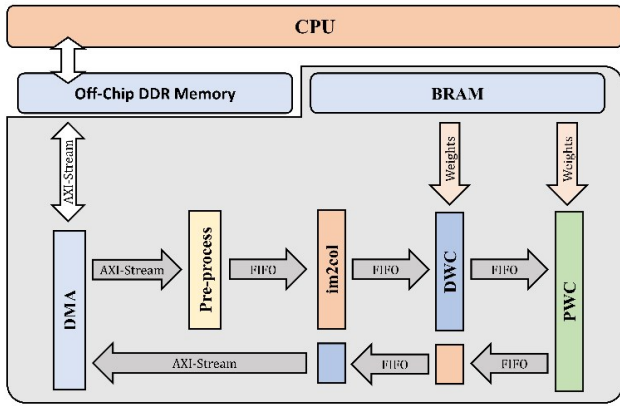 CPU
Off-Chip DDR Memory
BRAM
AXI-Stream
Weights
Weights
DMA
AXI-Stream
Pre-process
FIFO
im2col
FIFO
DWC
FIFO
PWC
AXI-Stream
FIFO
FIFO